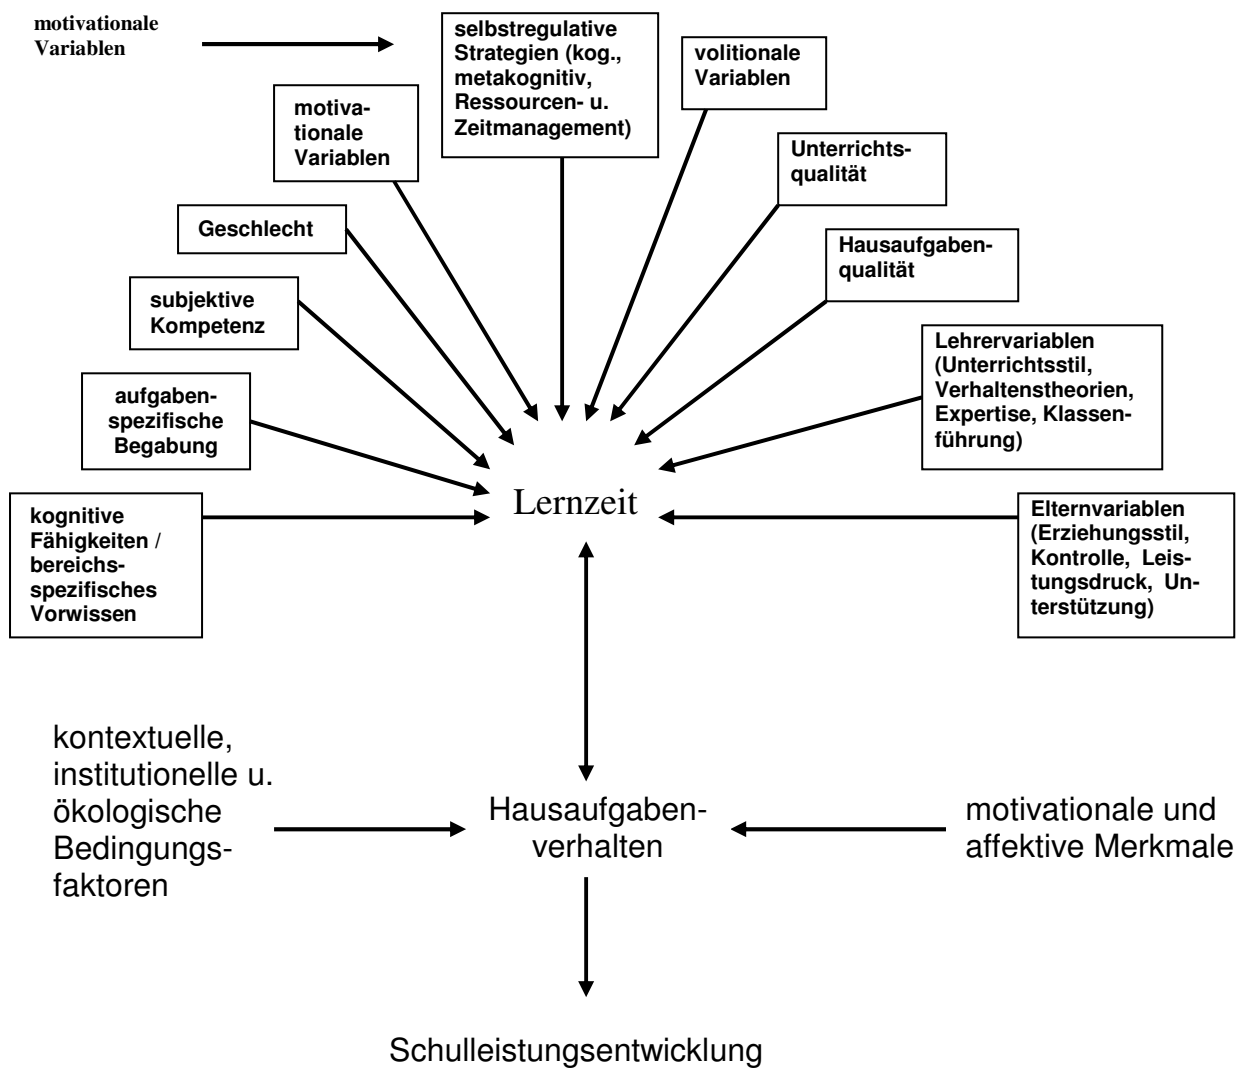 motivationale
Variablen
selbstregulative
Strategien (kog.,
metakognitiv,
Ressourcen- u.
Zeitmanagement)
volitionale
Variablen
motiva-
tionale
Variablen
Unterrichts-
qualität
Geschlecht
Hausaufgaben-
qualität
subjektive
Kompetenz
Lehrervariablen
(Unterrichtsstil,
Verhaltenstheorien,
Expertise, Klassen-
führung)
aufgaben-
spezifische
Begabung
Lernzeit
kognitive
Fähigkeiten /
bereichs-
spezifisches
Vorwissen
Elternvariablen
(Erziehungsstil,
Kontrolle, Leis-
tungsdruck, Un-
terstützung)
kontextuelle,
institutionelle u.
ökologische
Bedingungs-
faktoren
Hausaufgaben-
verhalten
motivationale und
affektive Merkmale
Schulleistungsentwicklung